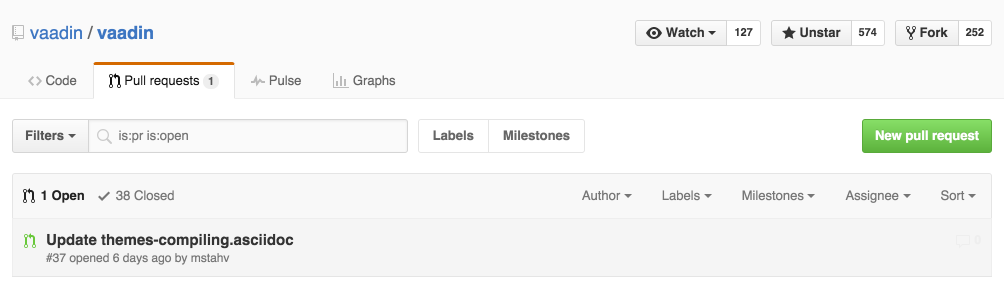 vaadin / vaadin
Watch 127 Unstar 574 Fork 252
Code Pull requests 1 Pulse Graphs
Filters is:pr is:open Labels Milestones New pull request
1 Open 38 Closed Author Labels Milestones Assignee Sort
Update themes-compiling.asciidoc 0
#37 opened 6 days ago by mstahv